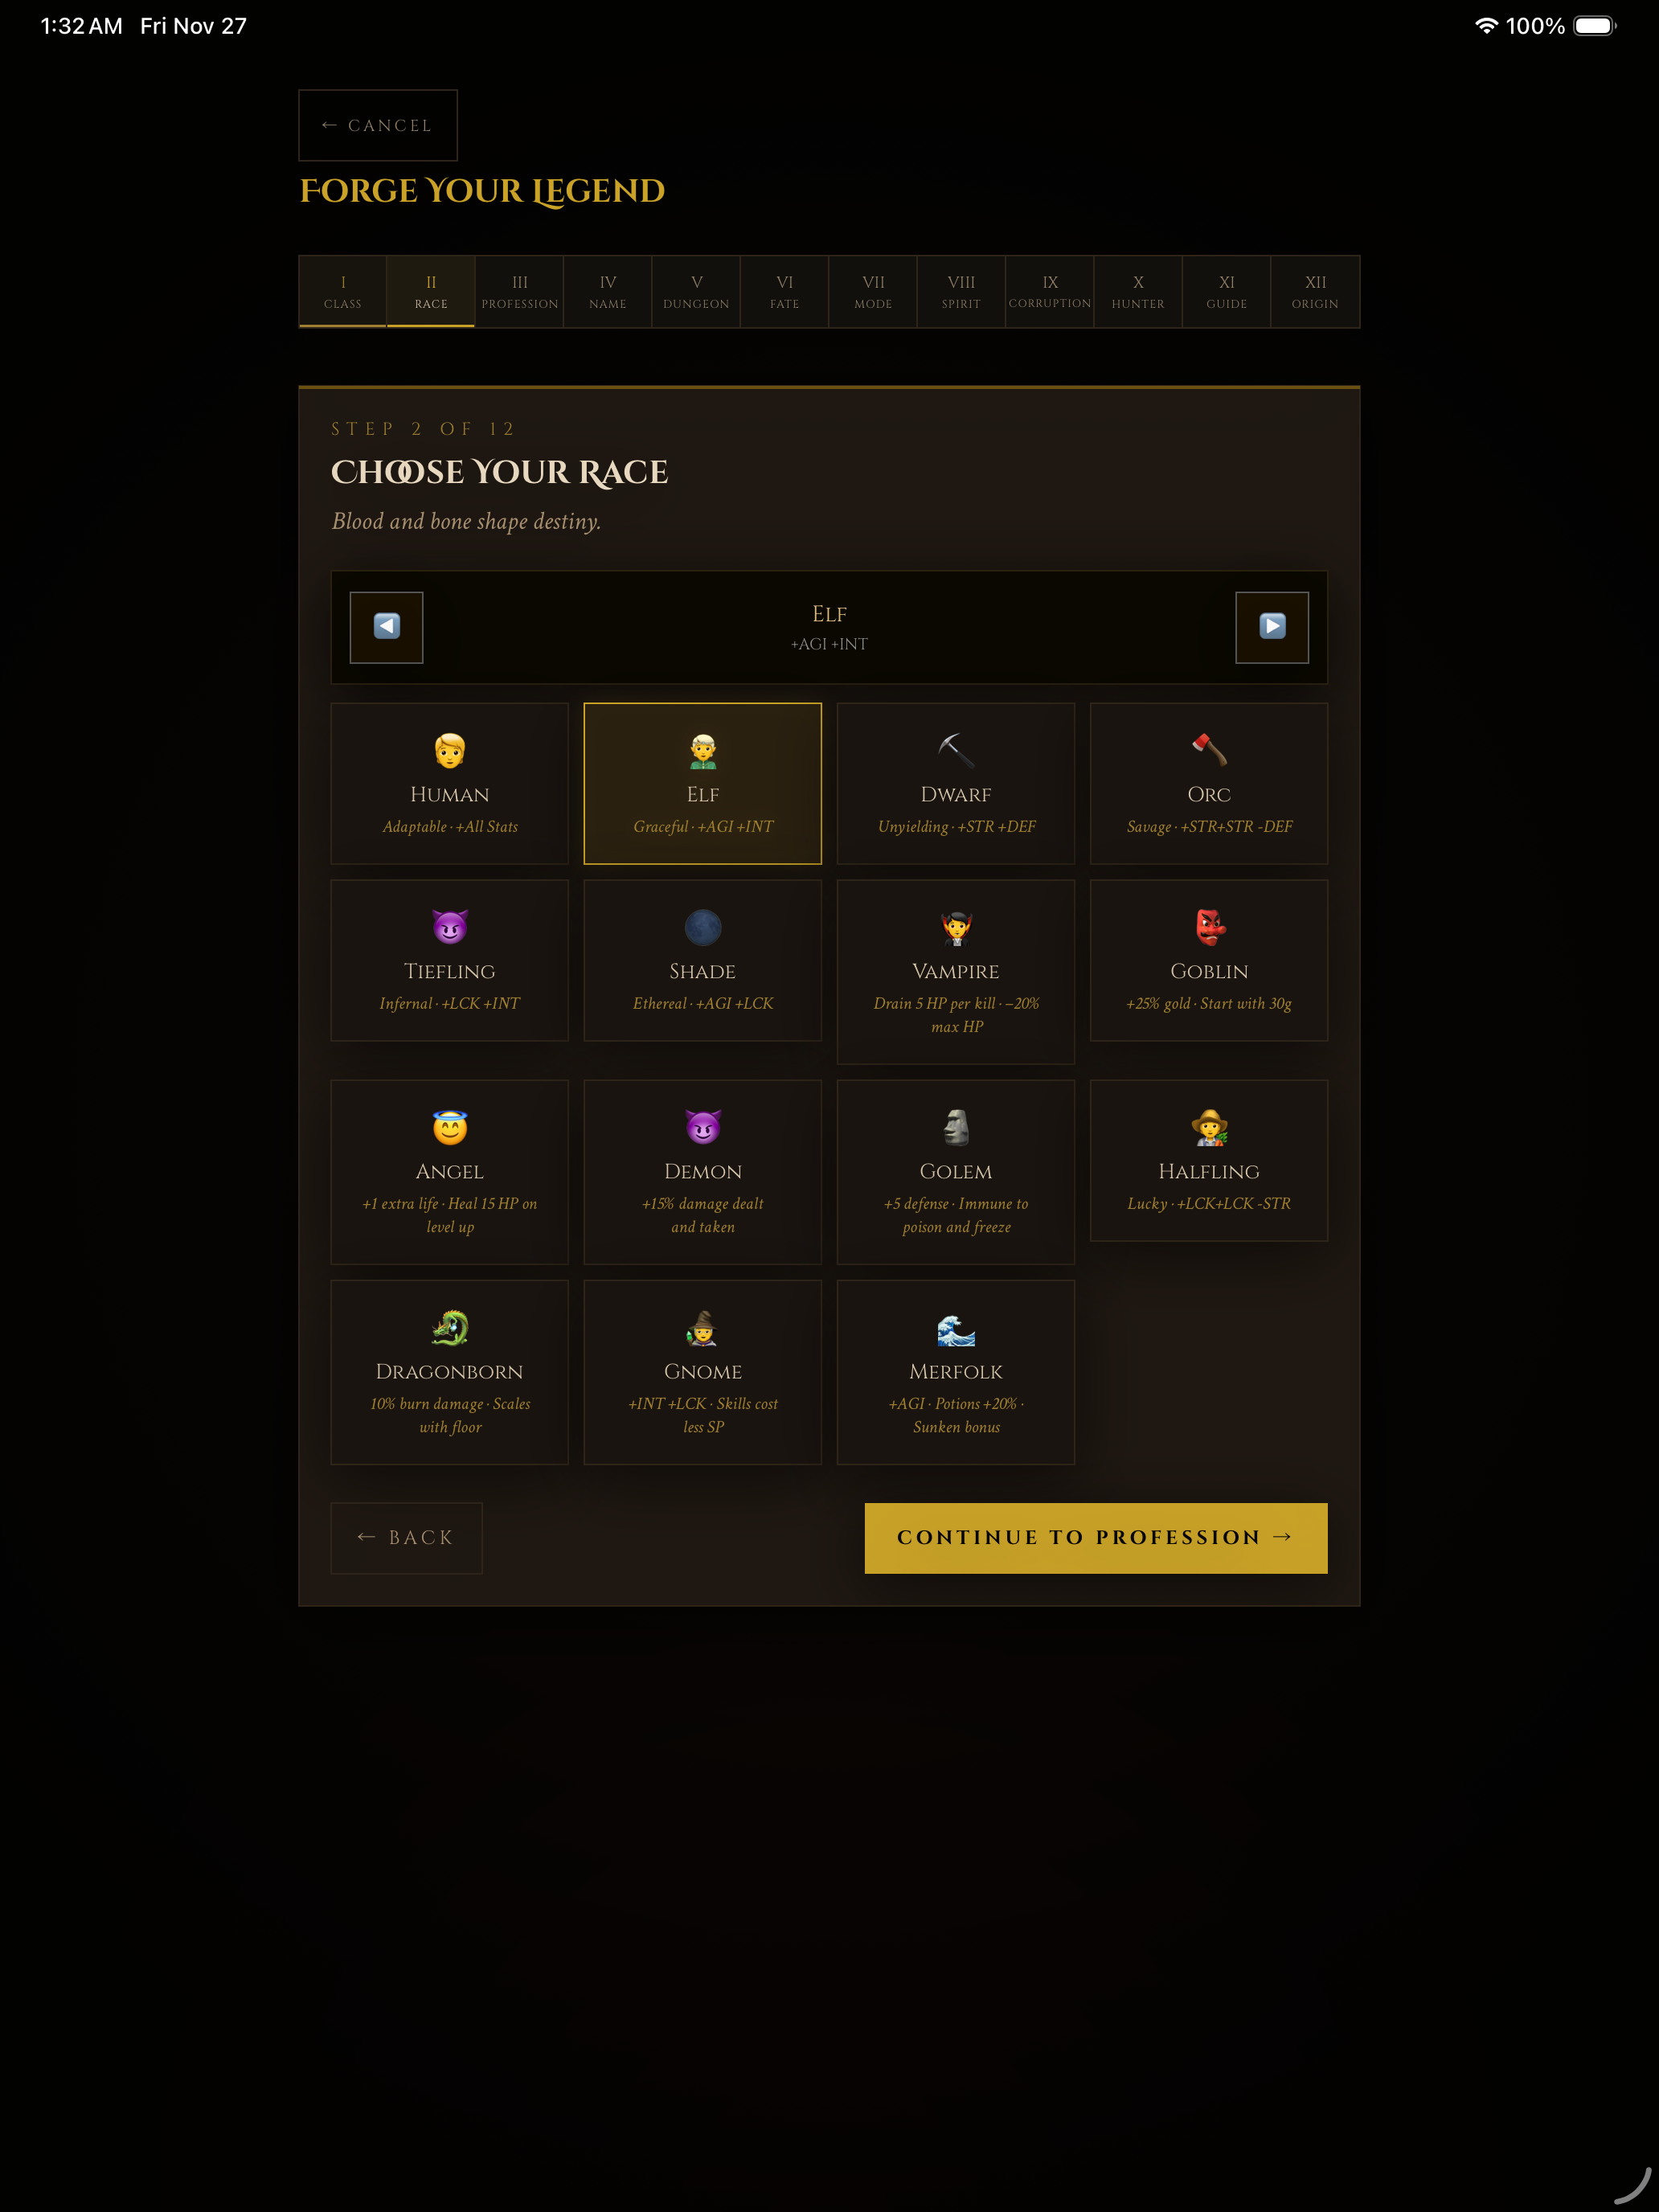 1:32 AM Fri Nov 27
100%
← CANCEL
FORGE YOUR LEGEND
I
CLASS
II
RACE
III
PROFESSION
IV
NAME
V
DUNGEON
VI
FATE
VII
MODE
VIII
SPIRIT
IX
CORRUPTION
X
HUNTER
XI
GUIDE
XII
ORIGIN
STEP 2 OF 12
CHOOSE YOUR RACE
Blood and bone shape destiny.
ELF
+AGI +INT
HUMAN
Adaptable · +All Stats
ELF
Graceful · +AGI +INT
DWARF
Unyielding · +STR +DEF
ORC
Savage · +STR+STR -DEF
TIEFLING
Infernal · +LCK +INT
SHADE
Ethereal · +AGI +LCK
VAMPIRE
Drain 5 HP per kill · −20%
max HP
GOBLIN
+25% gold · Start with 30g
ANGEL
+1 extra life · Heal 15 HP on
level up
DEMON
+15% damage dealt
and taken
GOLEM
+5 defense · Immune to
poison and freeze
HALFLING
Lucky · +LCK+LCK -STR
DRAGONBORN
10% burn damage · Scales
with floor
GNOME
+INT +LCK · Skills cost
less SP
MERFOLK
+AGI · Potions +20% ·
Sunken bonus
← BACK
CONTINUE TO PROFESSION →